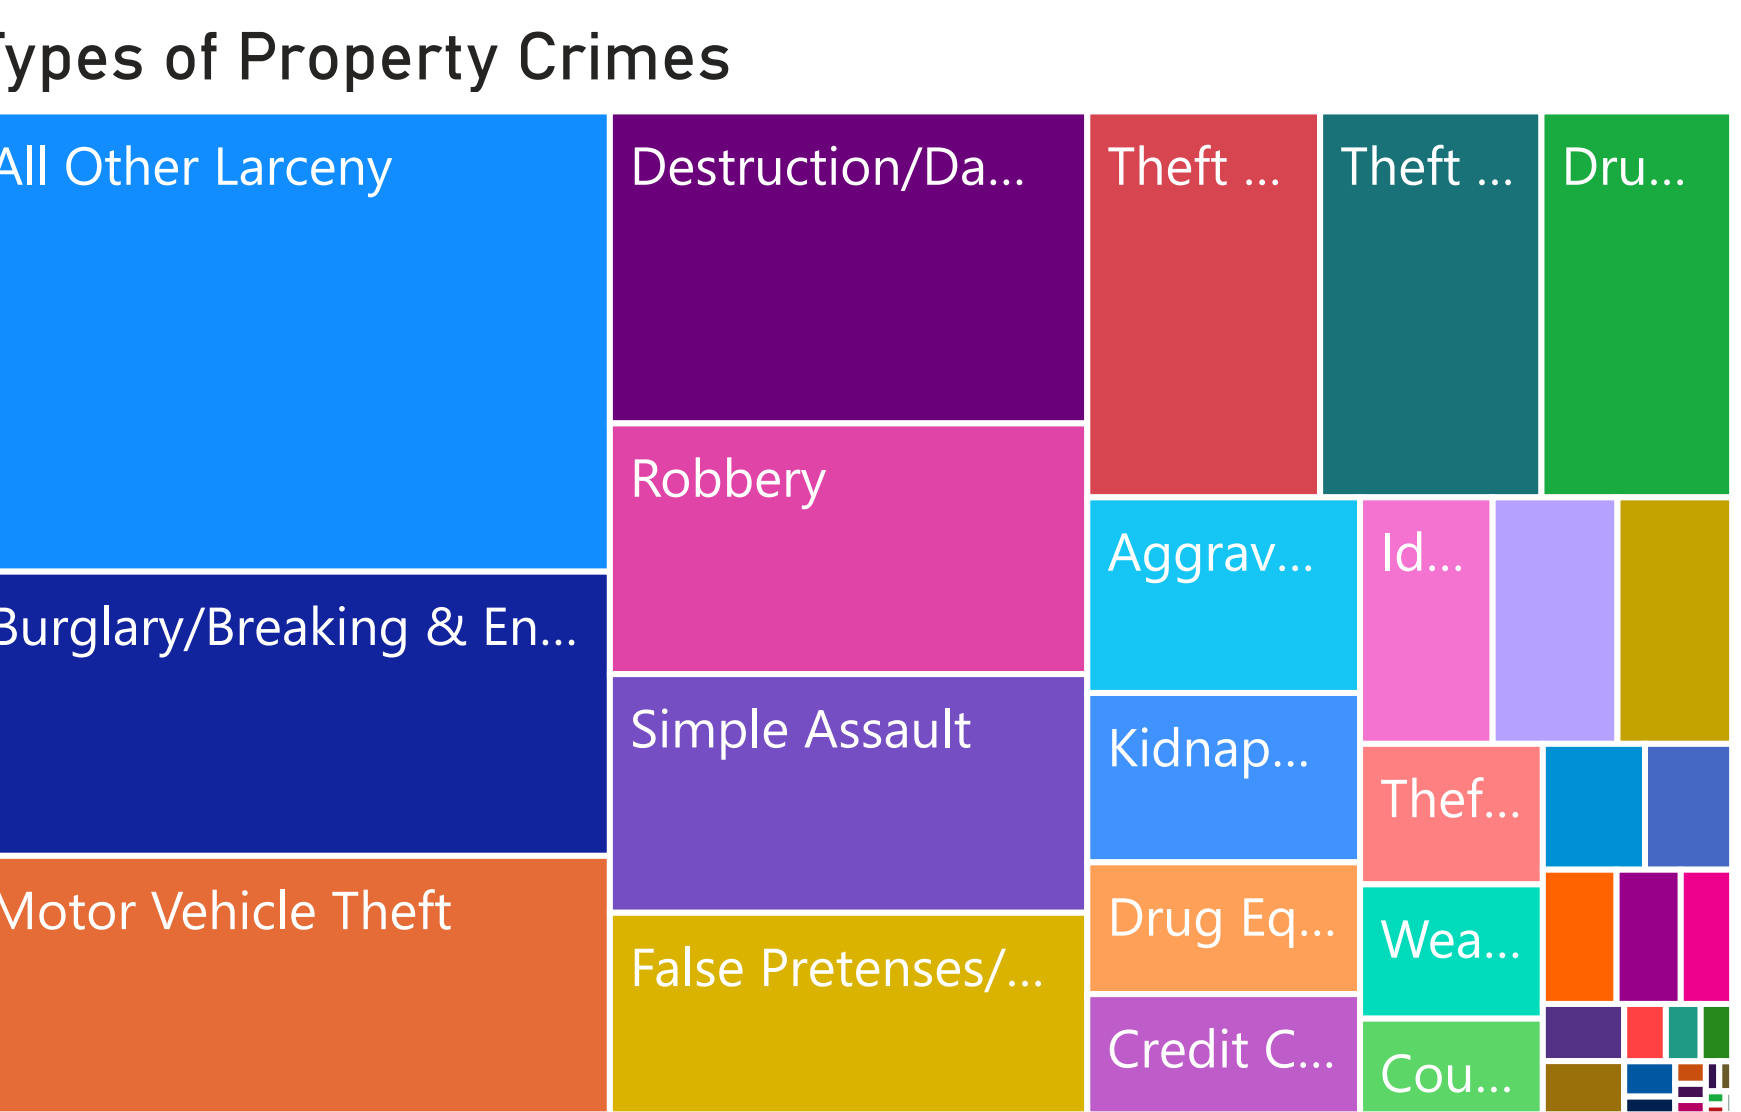 Types of Property Crimes
All Other Larceny
Burglary/Breaking & En...
Motor Vehicle Theft
Destruction/Da...
Robbery
Simple Assault
False Pretenses/...
Theft ...
Theft ...
Dru...
Aggrav...
Kidnap...
Drug Eq...
Credit C...
Id...
Thef...
Wea...
Cou...